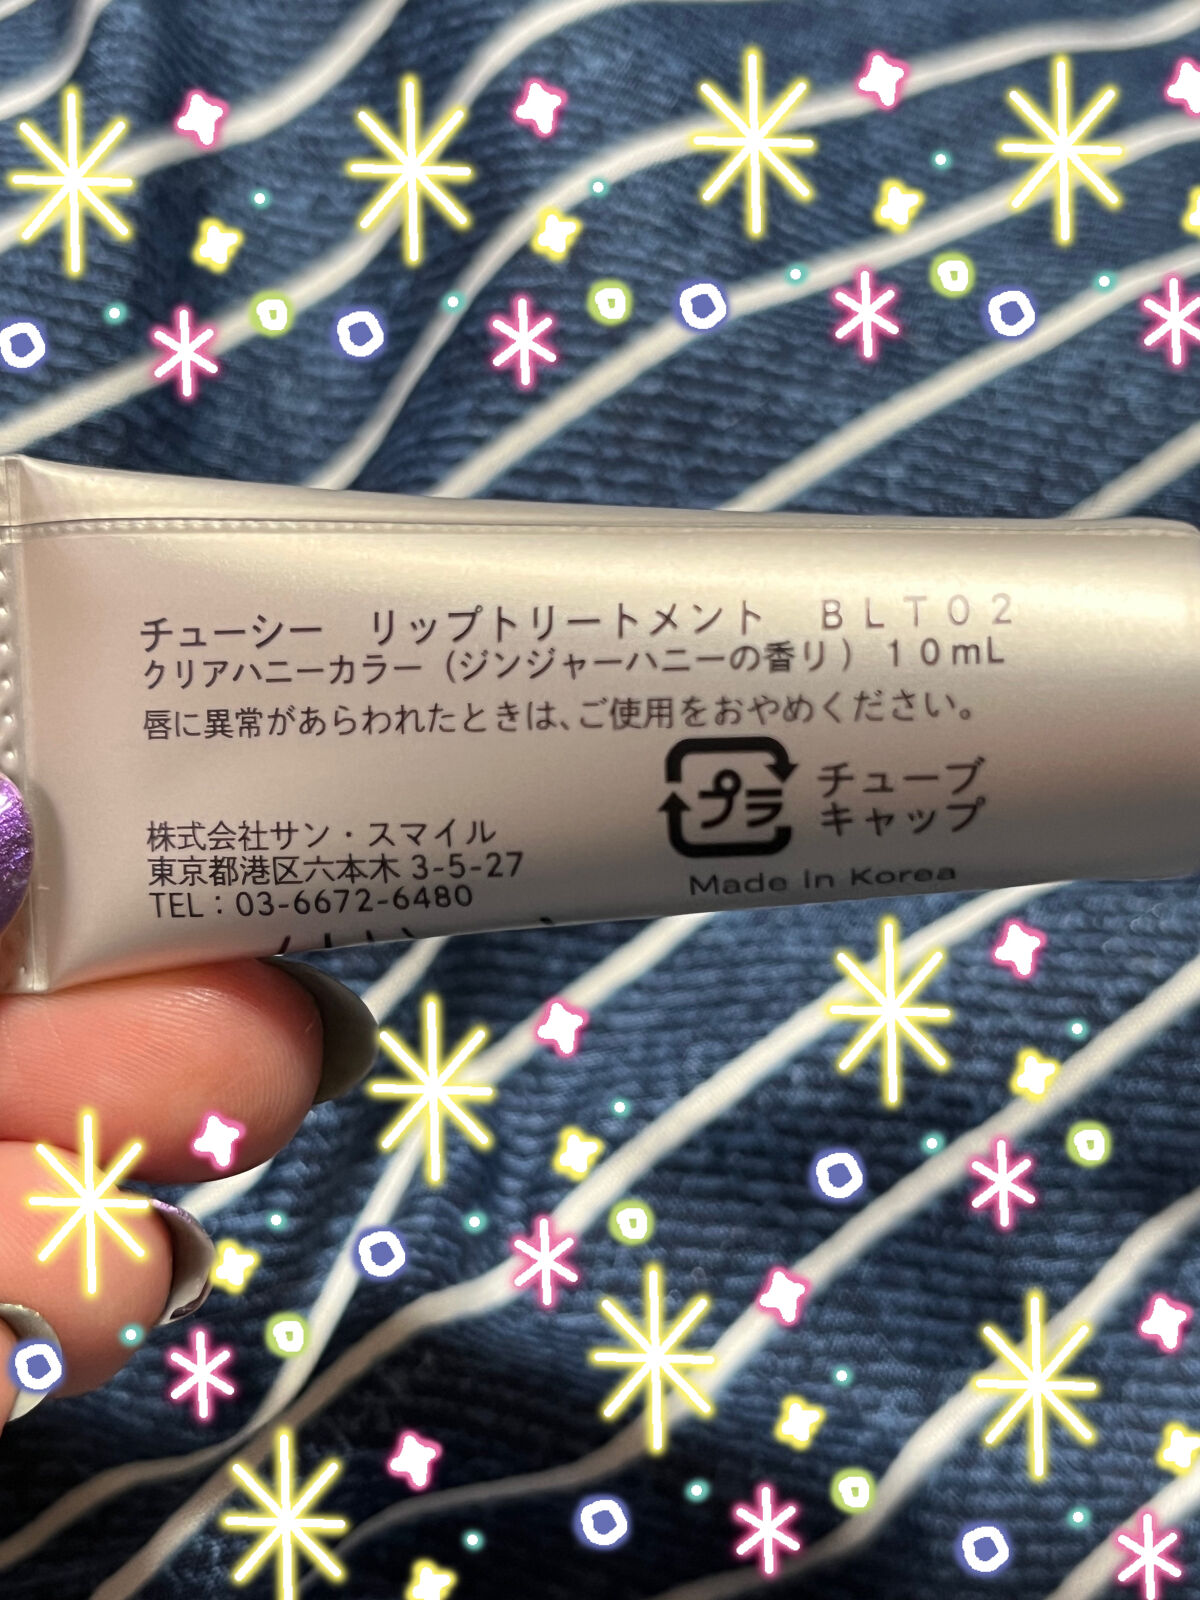 チューシー　リップトリートメント　BLT02
クリアハニーカラー（ジンジャーハニーの香り）10mL
唇に異常があらわれたときは、ご使用をおやめください。
プラ
チューブ
キャップ
株式会社サン・スマイル
東京都港区六本木 3-5-27
TEL：03-6672-6480
Made in Korea